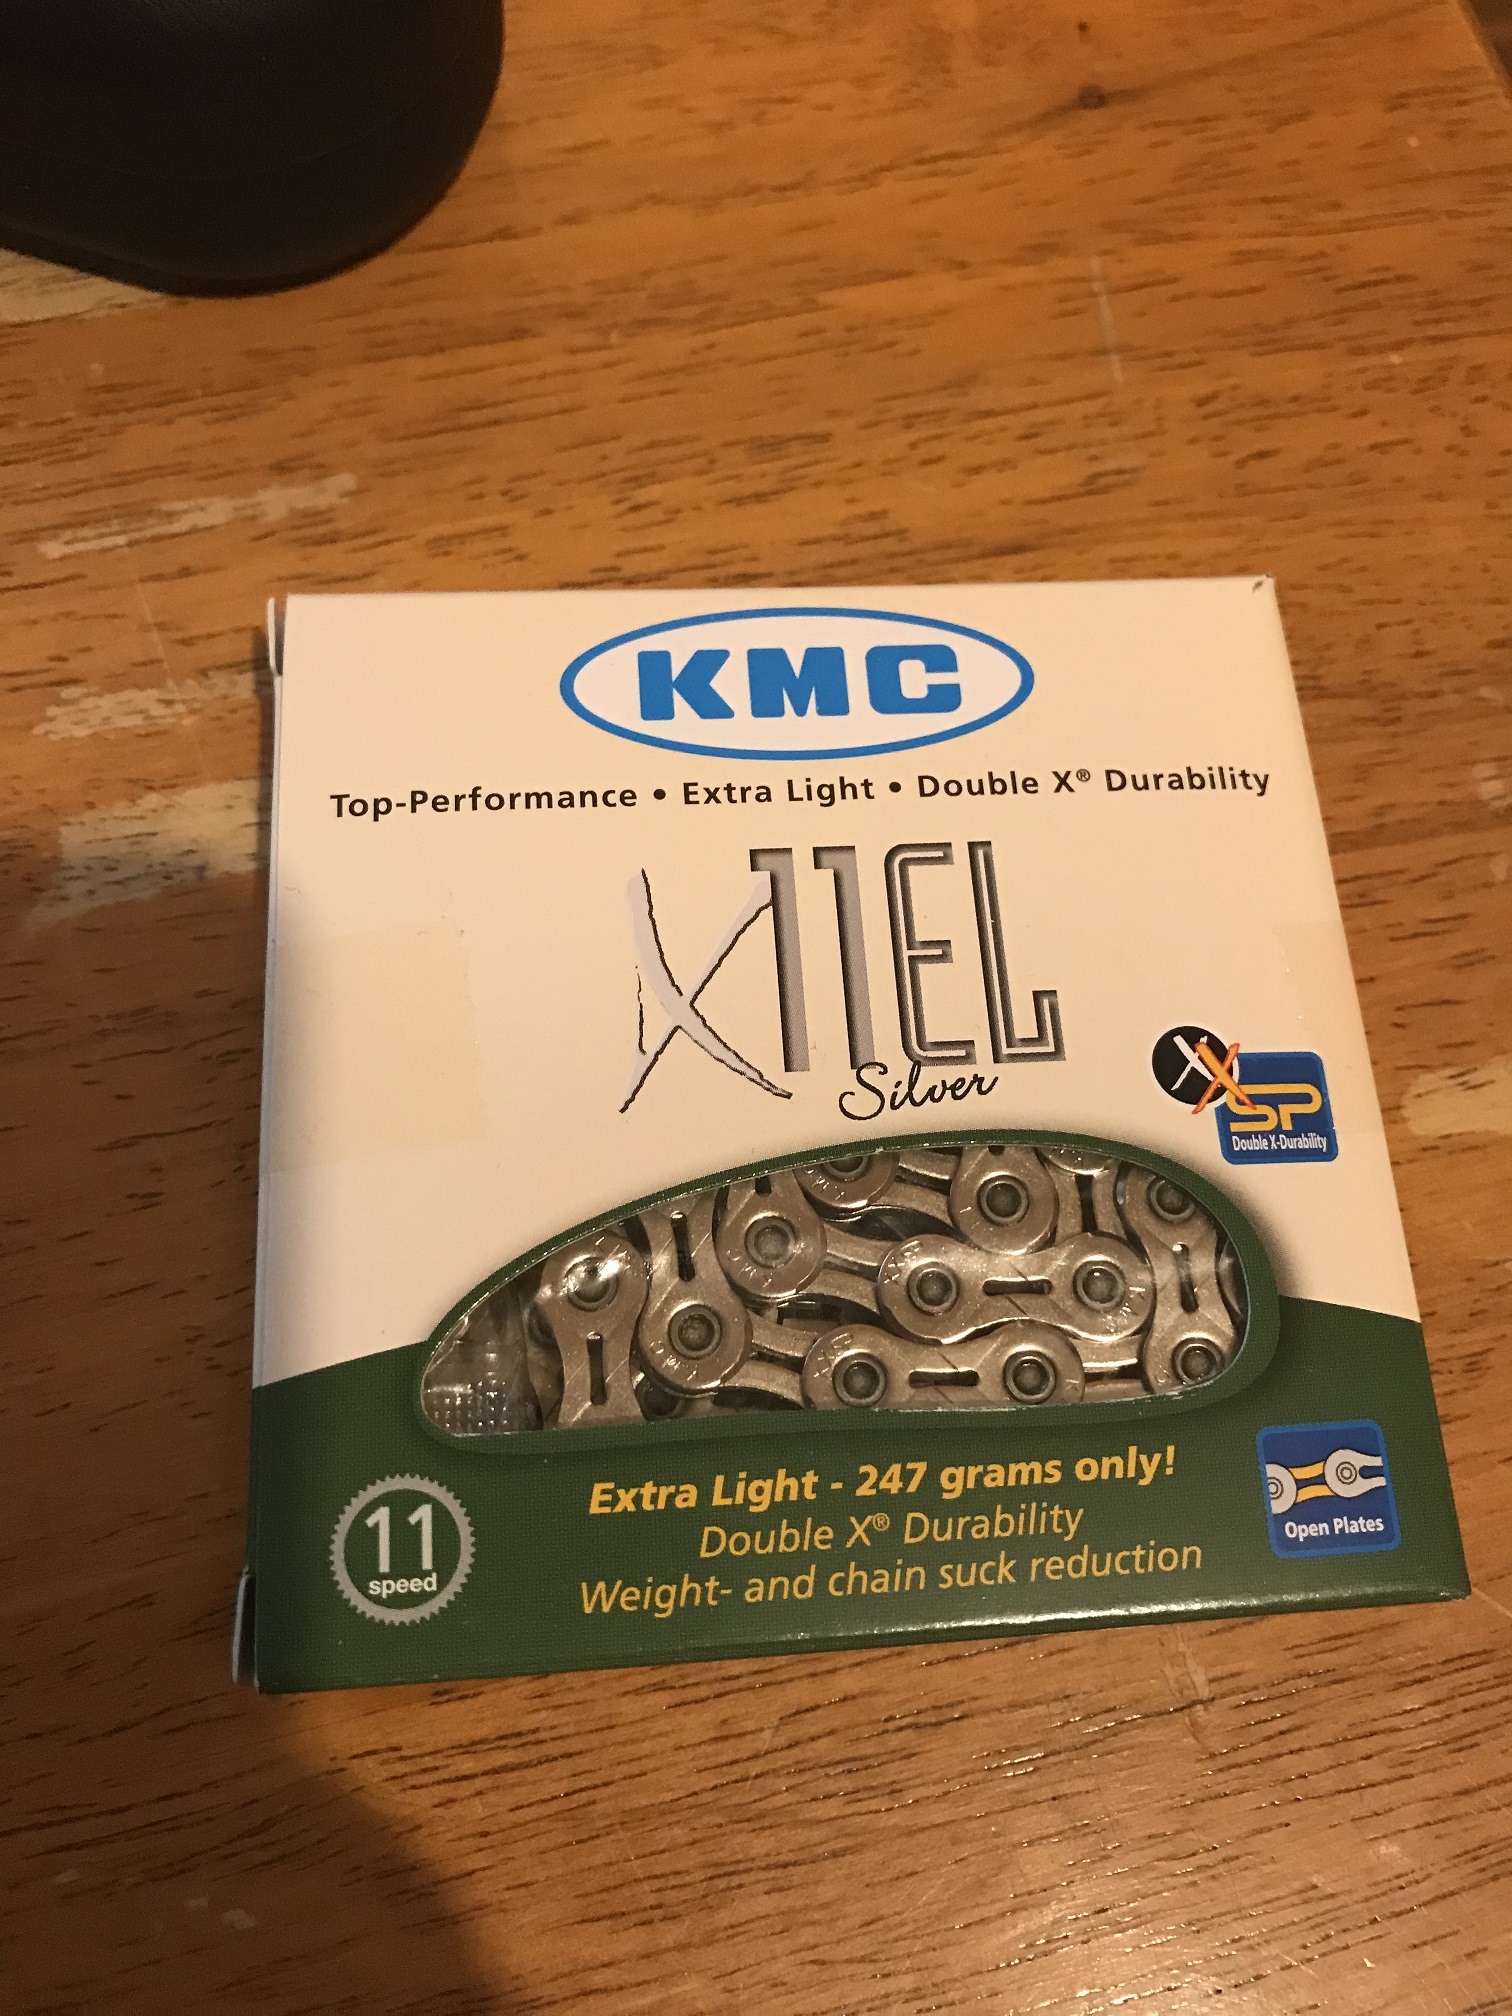 KMC
Top-Performance • Extra Light • Double X® Durability
X11EL
Silver
XX
SP
Double X-Durability
Extra Light - 247 grams only!
Double X® Durability
Weight- and chain suck reduction
11
speed
Open Plates